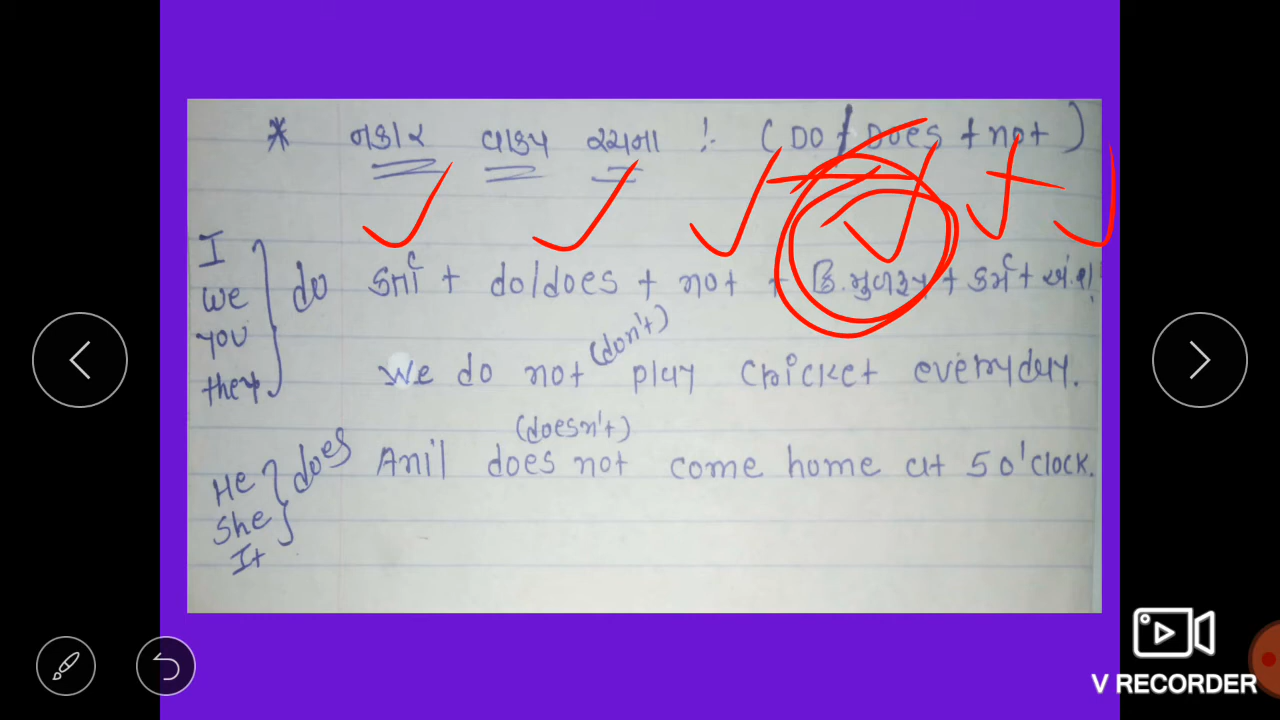 * નકાર વાક્ય રચના :- (DO / Does + not)
I
we
you
they
do
કર્તા + do/does + not + ક્રિ.મુળરૂપ + કર્મ + અં.શ.
(don't)
We do not play cricket everyday.
(doesn't)
Anil does not come home at 5 o'clock.
He
She
It
does
V RECORDER